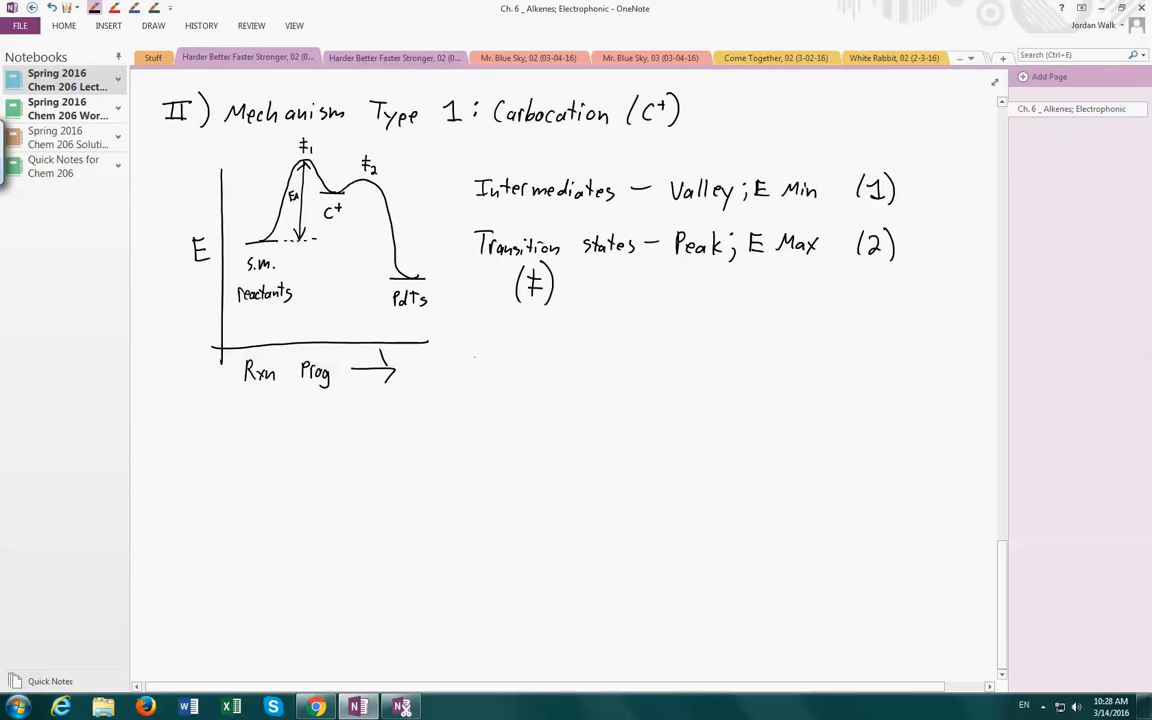 Ch. 6 _ Alkenes; Electrophonic - OneNote
FILE HOME INSERT DRAW HISTORY REVIEW VIEW
Jordan Walk
Notebooks
Stuff
Harder Better Faster Stronger, 02 (0...
Harder Better Faster Stronger, 02 (0...
Mr. Blue Sky, 02 (03-04-16)
Mr. Blue Sky, 03 (03-04-16)
Come Together, 02 (3-02-16)
White Rabbit, 02 (2-3-16)
Search (Ctrl+E)
Spring 2016
Chem 206 Lect...
Spring 2016
Chem 206 Wor...
Spring 2016
Chem 206 Soluti...
Quick Notes for
Chem 206
Add Page
Ch. 6 _ Alkenes; Electrophonic
II) Mechanism Type 1: Carbocation (C+)
‡1
‡2
Ea
C+
E
s.m.
reactants
PdTs
Rxn Prog →
Intermediates – Valley; E Min (1)
Transition states – Peak; E Max (2)
(‡)
Quick Notes
EN
10:28 AM
3/14/2016